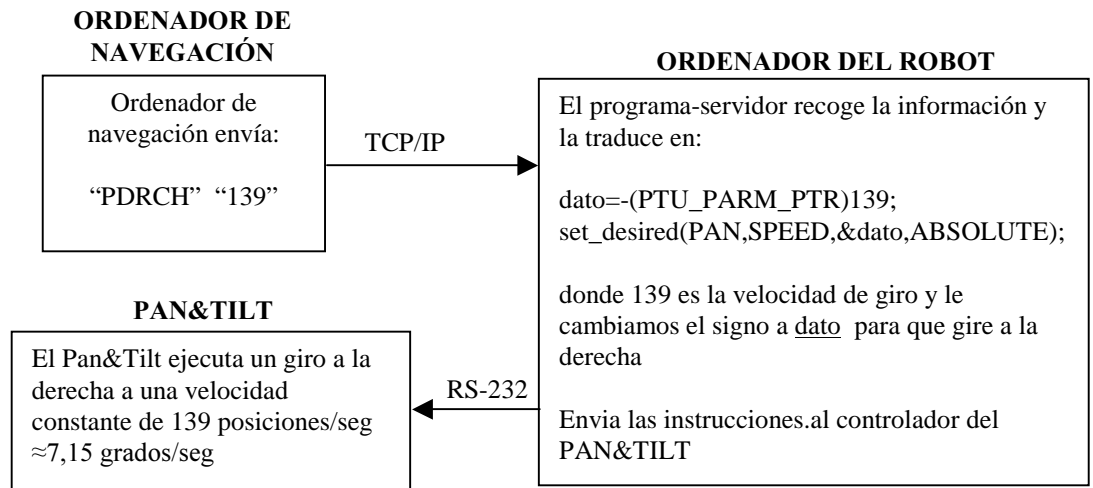 ORDENADOR DE
NAVEGACIÓN
Ordenador de
navegación envía:
“PDRCH” “139”
TCP/IP
ORDENADOR DEL ROBOT
El programa-servidor recoge la información y
la traduce en:
dato=-(PTU_PARM_PTR)139;
set_desired(PAN,SPEED,&dato,ABSOLUTE);
donde 139 es la velocidad de giro y le
cambiamos el signo a dato para que gire a la
derecha
Envia las instrucciones.al controlador del
PAN&TILT
RS-232
PAN&TILT
El Pan&Tilt ejecuta un giro a la
derecha a una velocidad
constante de 139 posiciones/seg
≈7,15 grados/seg